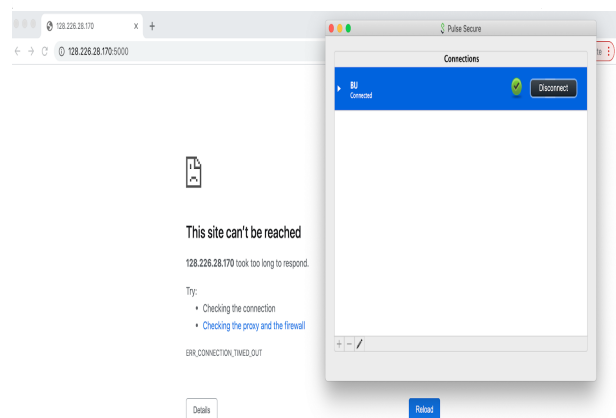 128.226.28.170 x +
128.226.28.170:5000
This site can't be reached
128.226.28.170 took too long to respond.
Try:
• Checking the connection
• Checking the proxy and the firewall
ERR_CONNECTION_TIMED_OUT
Details
Reload
Pulse Secure
Connections
BU
Connected
Disconnect
+ -